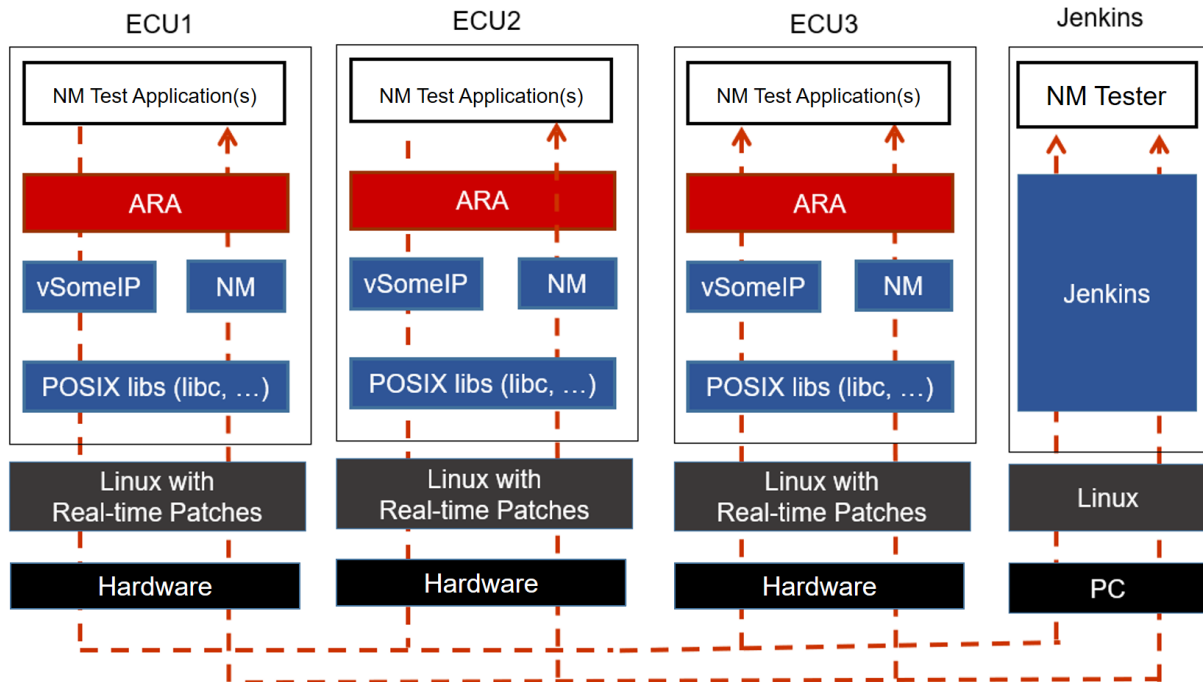 ECU1
NM Test Application(s)
ARA
vSomeIP
NM
POSIX libs (libc, …)
Linux with
Real-time Patches
Hardware
ECU2
NM Test Application(s)
ARA
vSomeIP
NM
POSIX libs (libc, …)
Linux with
Real-time Patches
Hardware
ECU3
NM Test Application(s)
ARA
vSomeIP
NM
POSIX libs (libc, …)
Linux with
Real-time Patches
Hardware
Jenkins
NM Tester
Jenkins
Linux
PC